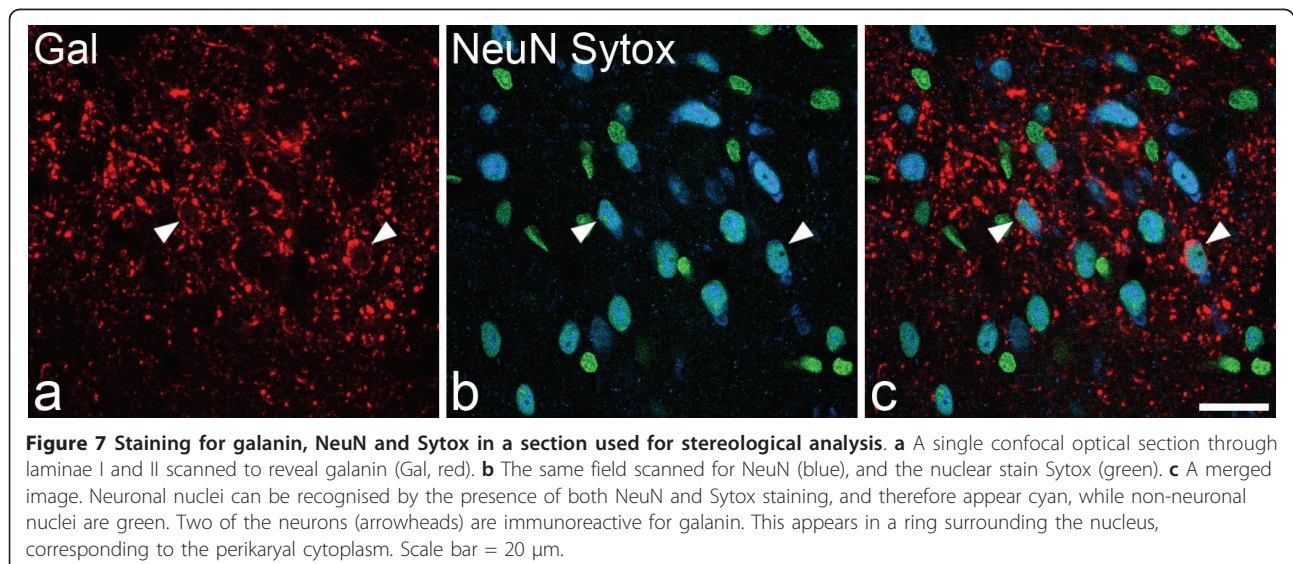 Gal
NeuN Sytox
a
b
c
Figure 7 Staining for galanin, NeuN and Sytox in a section used for stereological analysis. a A single confocal optical section through
laminae I and II scanned to reveal galanin (Gal, red). b The same field scanned for NeuN (blue), and the nuclear stain Sytox (green). c A merged
image. Neuronal nuclei can be recognised by the presence of both NeuN and Sytox staining, and therefore appear cyan, while non-neuronal
nuclei are green. Two of the neurons (arrowheads) are immunoreactive for galanin. This appears in a ring surrounding the nucleus,
corresponding to the perikaryal cytoplasm. Scale bar = 20 μm.